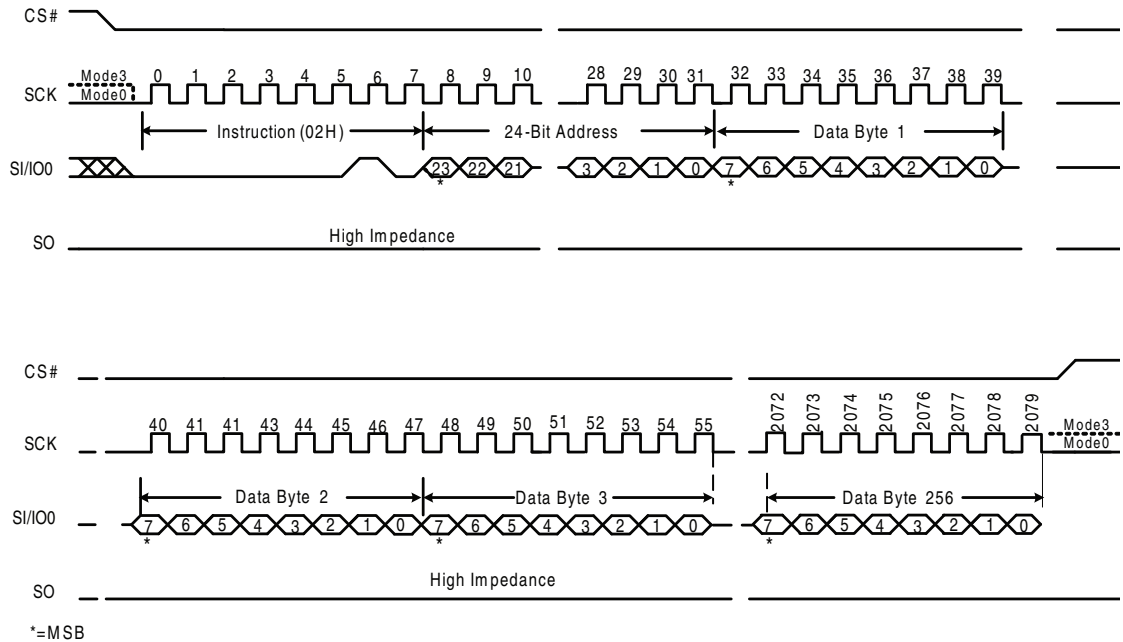 CS#
Mode3 0 1 2 3 4 5 6 7 8 9 10 28 29 30 31 32 33 34 35 36 37 38 39
SCK Mode0
Instruction (02H) 24-Bit Address Data Byte 1
SI/IO0 23 22 21 3 2 1 0 7 6 5 4 3 2 1 0
* *
SO High Impedance
CS#
40 41 41 43 44 45 46 47 48 49 50 51 52 53 54 55 2072 2073 2074 2075 2076 2077 2078 2079 Mode3
SCK Mode0
Data Byte 2 Data Byte 3 Data Byte 256
SI/IO0 7 6 5 4 3 2 1 0 7 6 5 4 3 2 1 0 7 6 5 4 3 2 1 0
* * *
SO High Impedance
*=MSB